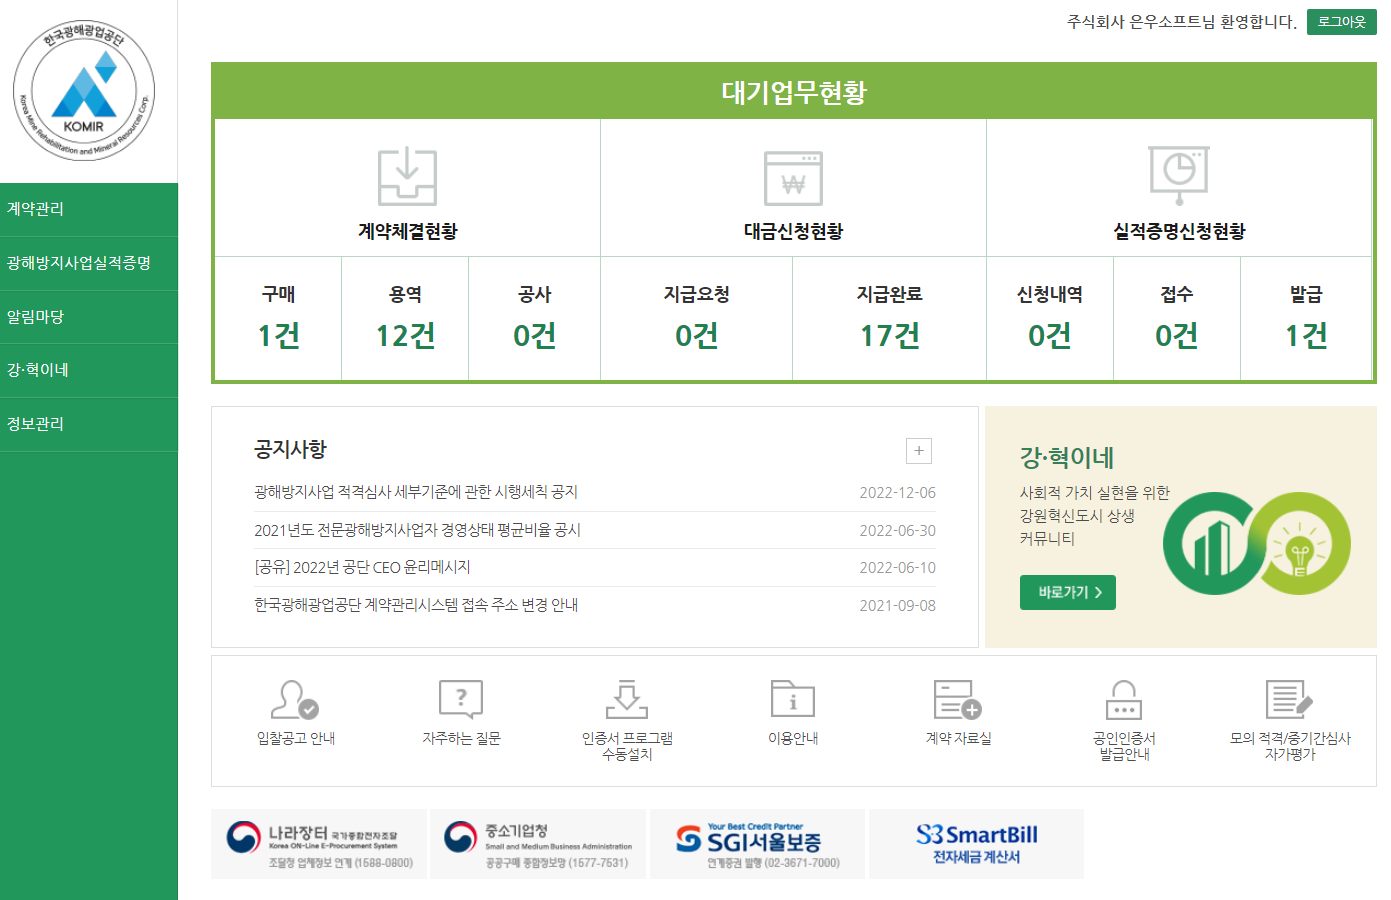 한국광해광업공단
KOMIR
Korea Mine Rehabilitation and Mineral Resources Corp.
주식회사 은우소프트님 환영합니다.
로그아웃
계약관리
광해방지사업실적증명
알림마당
강·혁이네
정보관리
대기업무현황
계약체결현황
대금신청현황
실적증명신청현황
구매
용역
공사
지급요청
지급완료
신청내역
접수
발급
1건
12건
0건
0건
17건
0건
0건
1건
공지사항
+
광해방지사업 적격심사 세부기준에 관한 시행세칙 공지
2022-12-06
2021년도 전문광해방지사업자 경영상태 평균비율 공시
2022-06-30
[공유] 2022년 공단 CEO 윤리메시지
2022-06-10
한국광해광업공단 계약관리시스템 접속 주소 변경 안내
2021-09-08
강·혁이네
사회적 가치 실현을 위한
강원혁신도시 상생
커뮤니티
바로가기
입찰공고 안내
자주하는 질문
인증서 프로그램
수동설치
이용안내
계약 자료실
공인인증서
발급안내
모의 적격/중기간심사
자가평가
나라장터 국가종합전자조달
Korea ON-Line E-Procurement System
조달청 업체정보 연계 (1588-0800)
중소기업청
Small and Medium Business Administration
공공구매 종합정보망 (1577-7531)
Your Best Credit Partner
SGI서울보증
연계증권 발행 (02-3671-7000)
SmartBill
전자세금 계산서